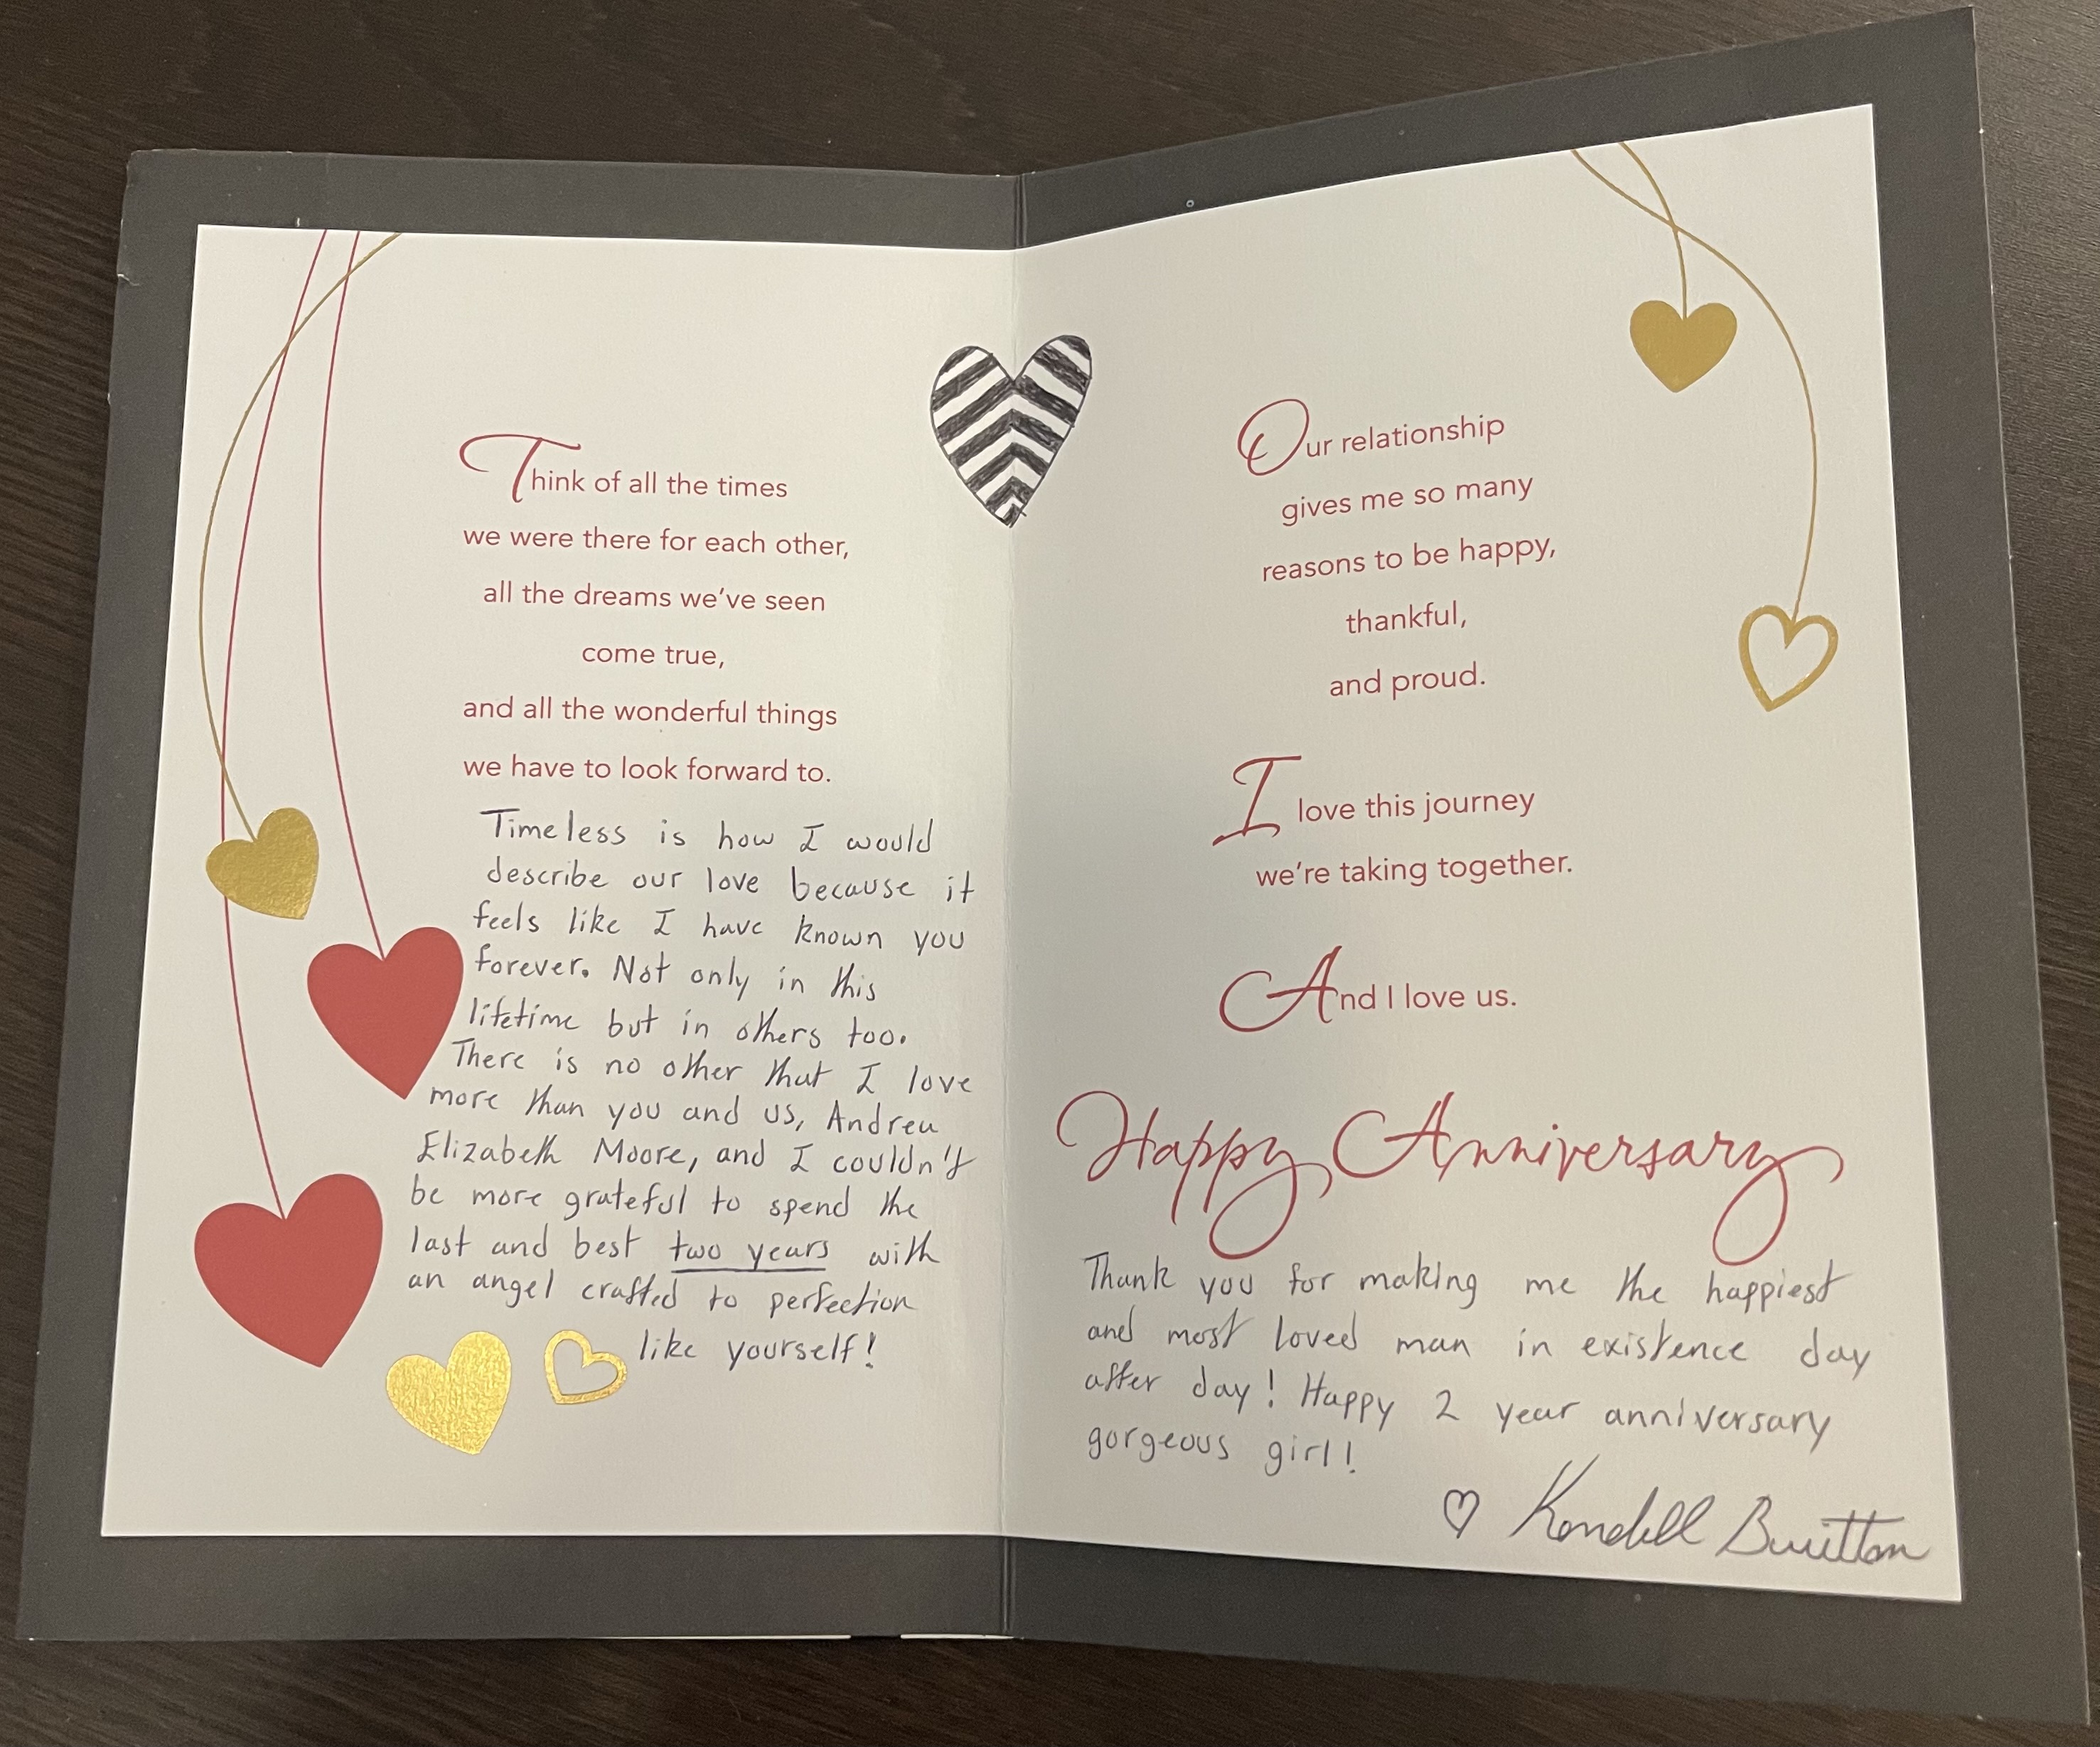 Think of all the times
we were there for each other,
all the dreams we've seen
come true,
and all the wonderful things
we have to look forward to.
Timeless is how I would
describe our love because it
feels like I have known you
forever. Not only in this
lifetime but in others too.
There is no other that I love
more than you and us, Andrea
Elizabeth Moore, and I couldn't
be more grateful to spend the
last and best two years with
an angel crafted to perfection
like yourself!
Our relationship
gives me so many
reasons to be happy,
thankful,
and proud.
I love this journey
we're taking together.
And I love us.
Happy Anniversary
Thank you for making me the happiest
and most loved man in existence day
after day! Happy 2 year anniversary
gorgeous girl!
Kendell